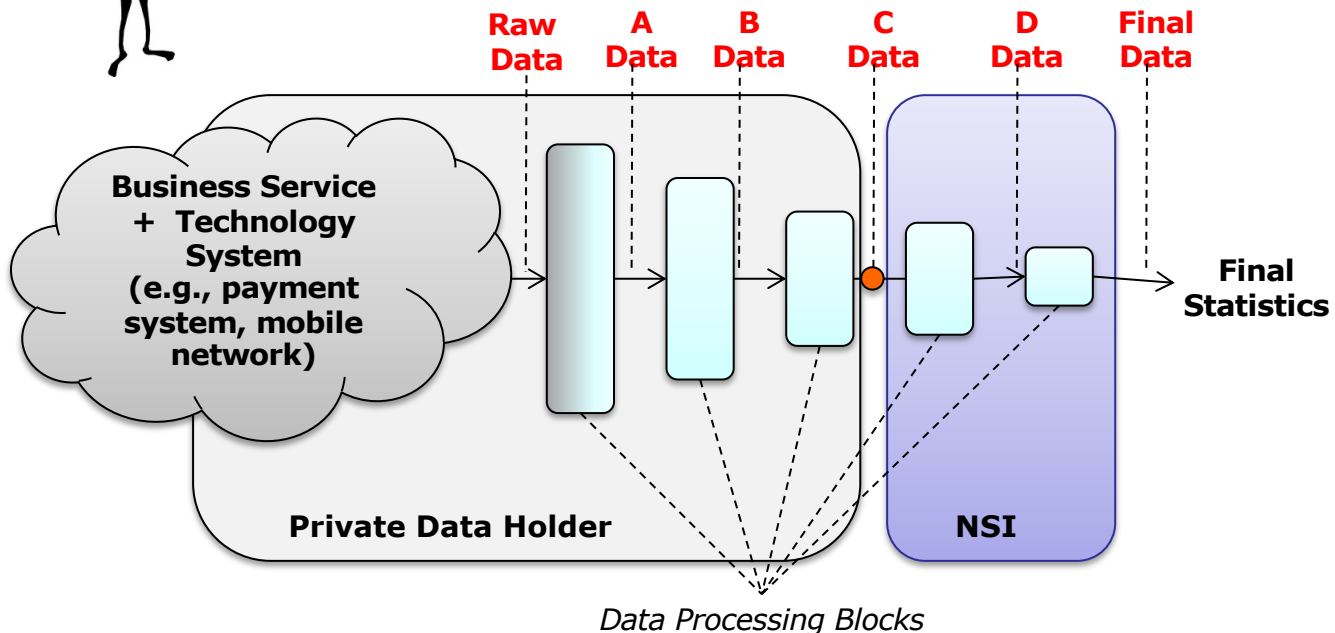 Raw Data
A Data
B Data
C Data
D Data
Final Data
Business Service
+ Technology
System
(e.g., payment
system, mobile
network)
Final
Statistics
Private Data Holder
NSI
Data Processing Blocks